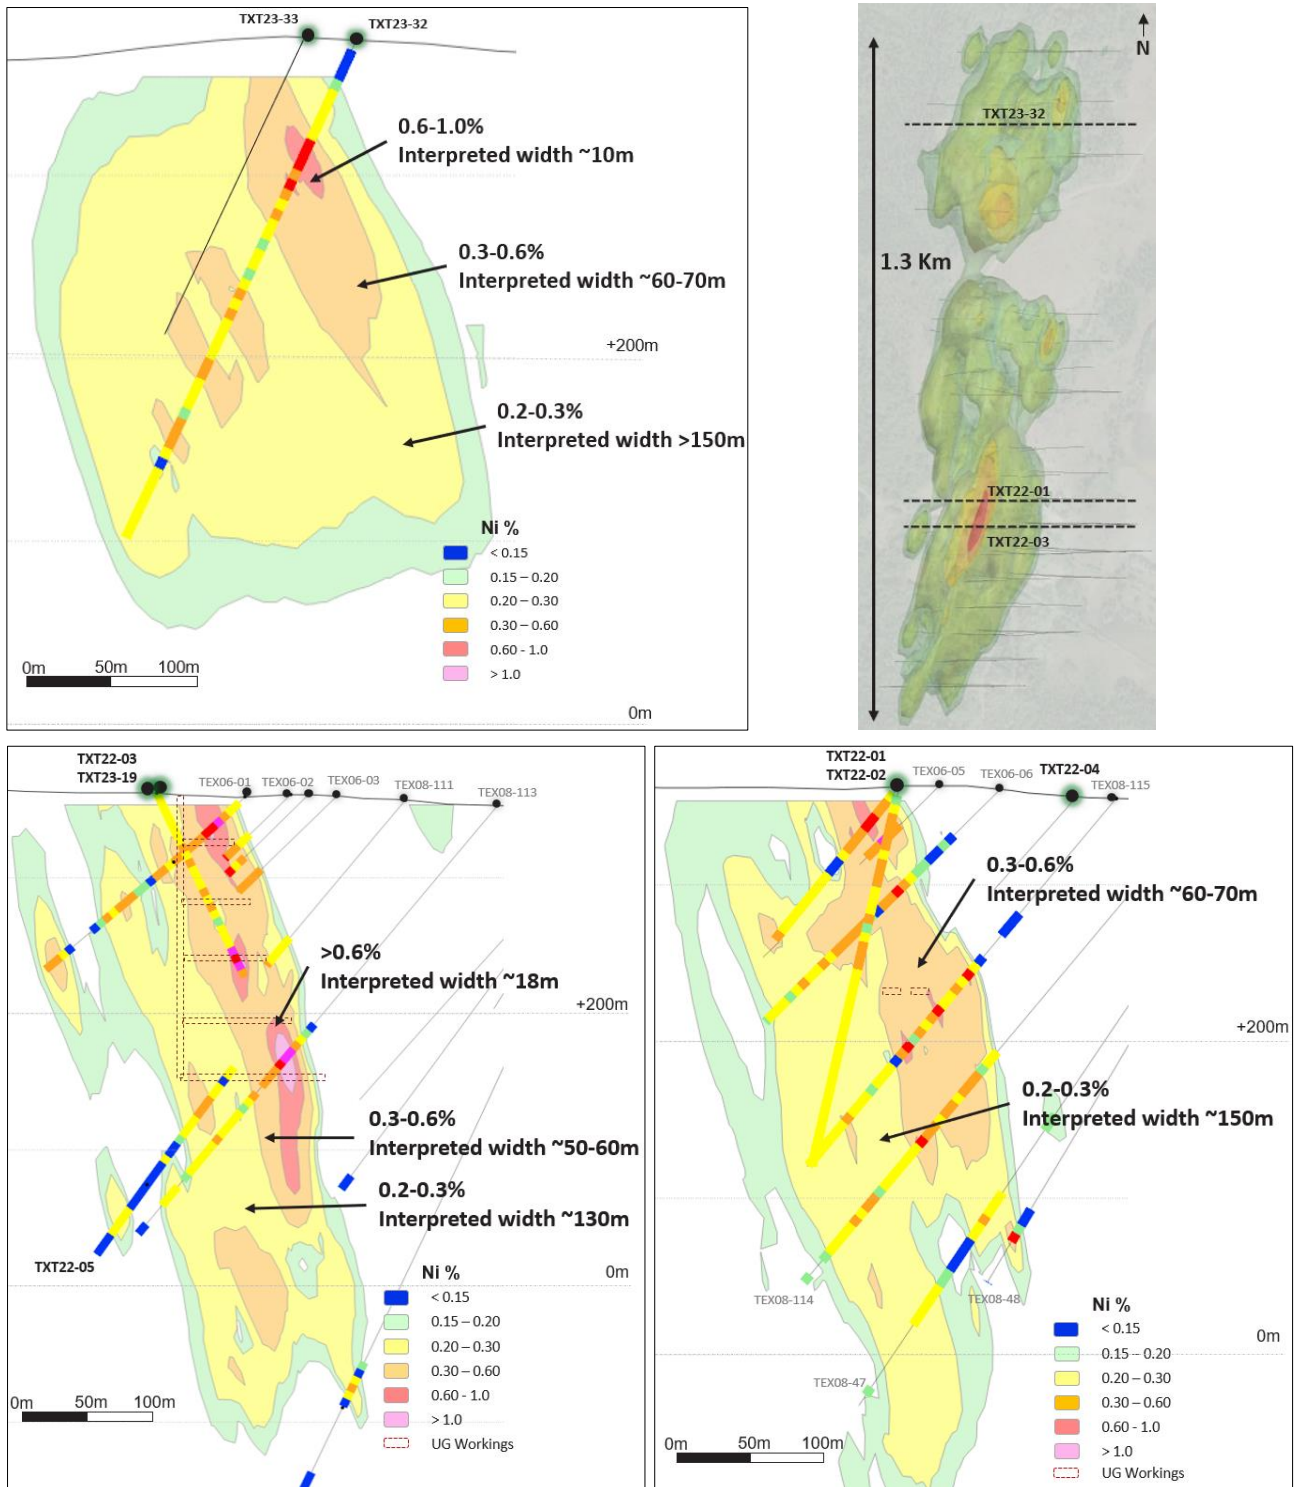 TXT23-33
TXT23-32
0.6-1.0%
Interpreted width ~10m
0.3-0.6%
Interpreted width ~60-70m
+200m
0.2-0.3%
Interpreted width >150m
Ni %
< 0.15
0.15 – 0.20
0.20 – 0.30
0.30 – 0.60
0.60 - 1.0
> 1.0
0m 50m 100m
0m
N
TXT23-32
1.3 Km
TXT22-01
TXT22-03
TXT22-03
TXT23-19
TEX06-01
TEX06-02
TEX06-03
TEX08-111
TEX08-113
>0.6%
Interpreted width ~18m
+200m
0.3-0.6%
Interpreted width ~50-60m
0.2-0.3%
Interpreted width ~130m
TXT22-05
0m
Ni %
< 0.15
0.15 – 0.20
0.20 – 0.30
0.30 – 0.60
0.60 - 1.0
> 1.0
UG Workings
0m 50m 100m
TXT22-01
TXT22-02
TEX06-05
TEX06-06
TXT22-04
TEX08-115
0.3-0.6%
Interpreted width ~60-70m
+200m
0.2-0.3%
Interpreted width ~150m
TEX08-114
TEX08-48
TEX08-47
Ni %
< 0.15
0.15 – 0.20
0.20 – 0.30
0.30 – 0.60
0.60 - 1.0
> 1.0
UG Workings
0m
0m 50m 100m